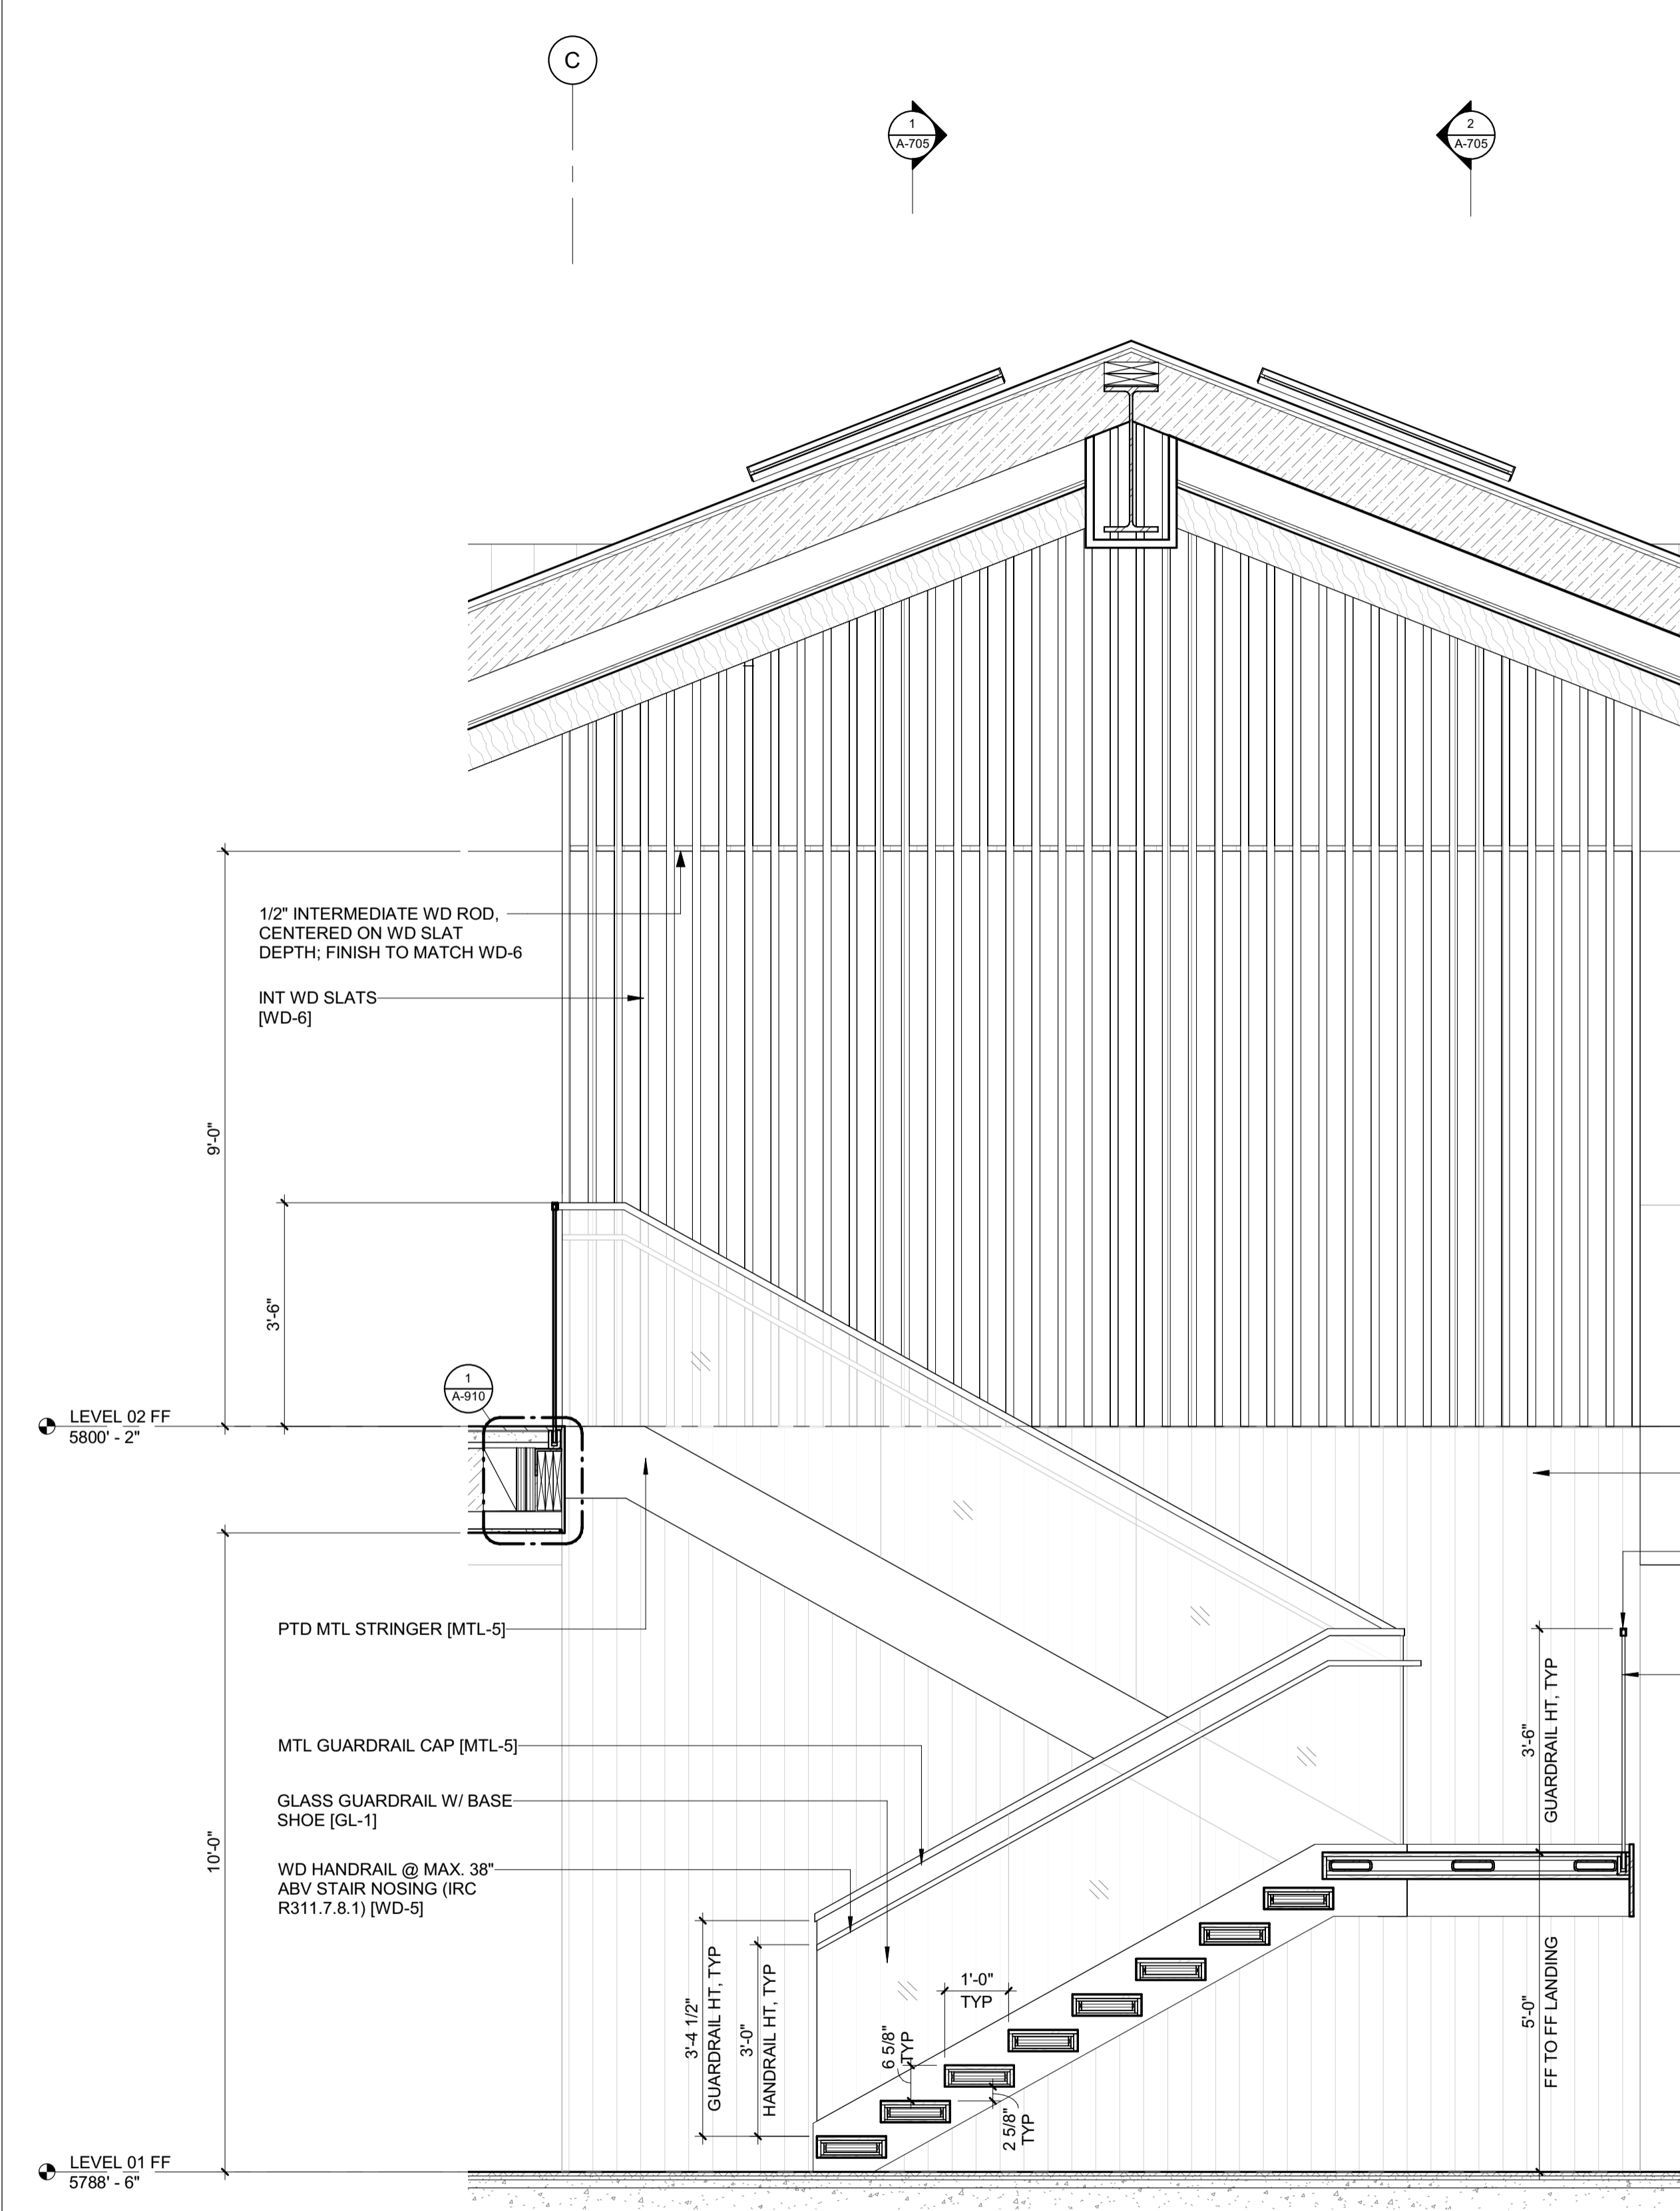 C
1
A-705
2
A-705
9'-0"
1/2" INTERMEDIATE WD ROD,
CENTERED ON WD SLAT
DEPTH; FINISH TO MATCH WD-6
INT WD SLATS
[WD-6]
3'-6"
1
A-910
LEVEL 02 FF
5800' - 2"
PTD MTL STRINGER [MTL-5]
MTL GUARDRAIL CAP [MTL-5]
GLASS GUARDRAIL W/ BASE
SHOE [GL-1]
WD HANDRAIL @ MAX. 38"
ABV STAIR NOSING (IRC
R311.7.8.1) [WD-5]
10'-0"
3'-4 1/2"
GUARDRAIL HT, TYP
3'-0"
HANDRAIL HT, TYP
6 5/8"
TYP
1'-0"
TYP
2 5/8"
TYP
3'-6"
GUARDRAIL HT, TYP
5'-0"
FF TO FF LANDING
LEVEL 01 FF
5788' - 6"